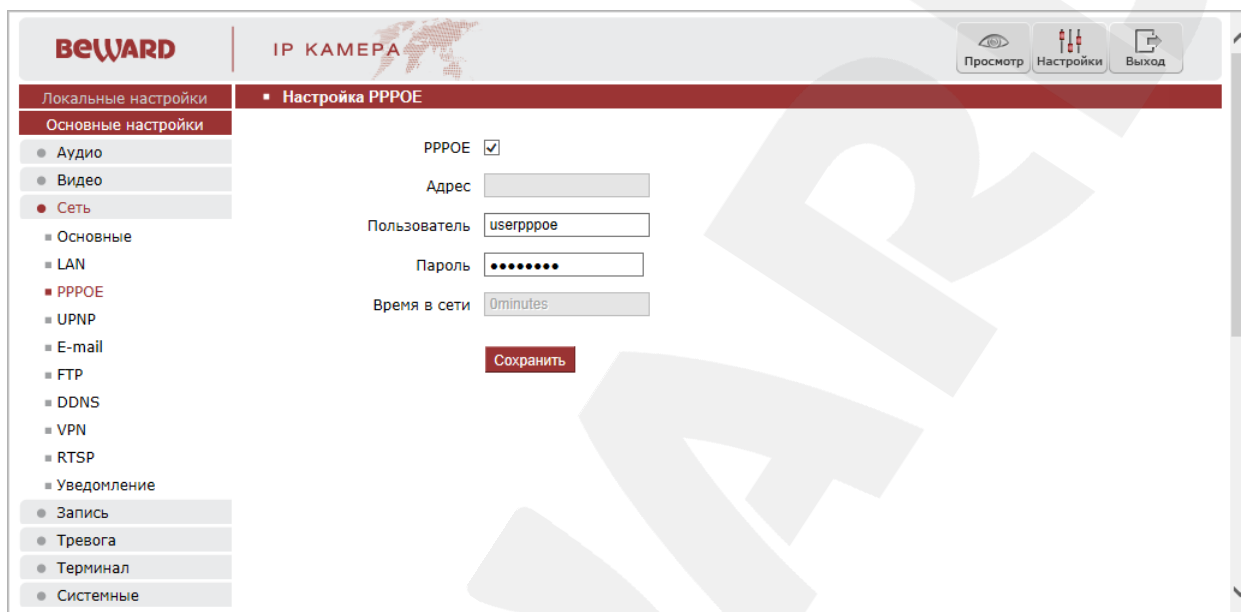 BEWARD
IP КАМЕРА
Просмотр
Настройки
Выход
Локальные настройки
Основные настройки
Аудио
Видео
Сеть
Основные
LAN
PPPOE
UPNP
E-mail
FTP
DDNS
VPN
RTSP
Уведомление
Запись
Тревога
Терминал
Системные
Настройка PPPOE
PPPOE
Адрес
Пользователь userpppoe
Пароль ●●●●●●●●
Время в сети 0minutes
Сохранить